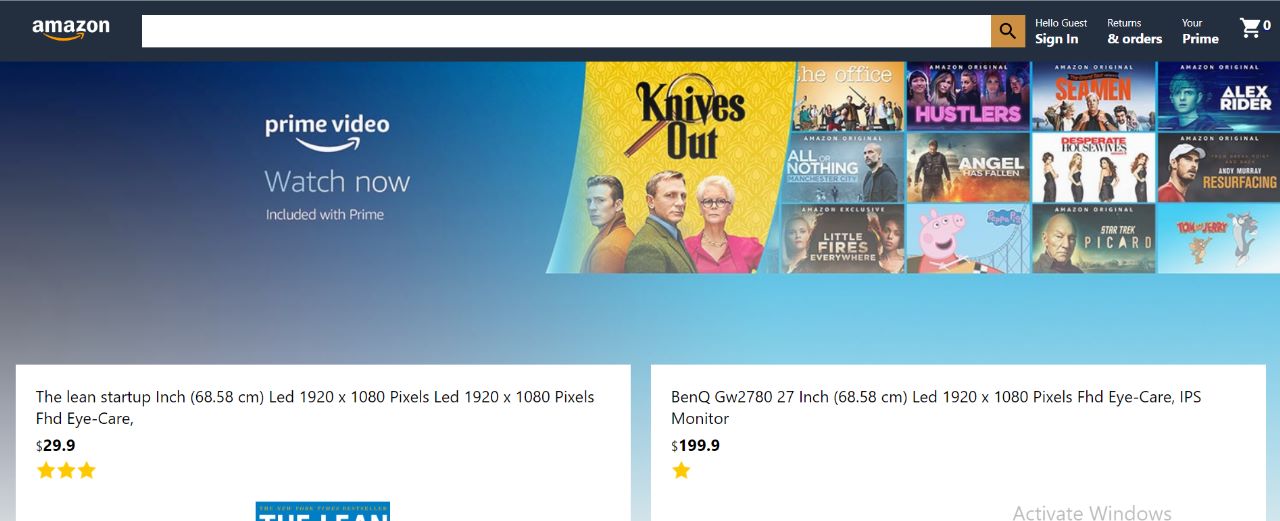 amazon
Hello Guest
Sign In
Returns
& orders
Your
Prime
0
prime video
Watch now
Included with Prime
Knives
Out
the office
AMAZON ORIGINAL
HUSTLERS
AMAZON ORIGINAL
SEAMEN
AMAZON ORIGINAL
ALEX
RIDER
ALL OR
NOTHING
MANCHESTER CITY
ANGEL
HAS FALLEN
DESPERATE
HOUSEWIVES
AMAZON ORIGINAL
ANDY MURRAY
RESURFACING
AMAZON EXCLUSIVE
LITTLE
FIRES
EVERYWHERE
Peppa Pig
AMAZON ORIGINAL
STAR TREK
PICARD
TOM AND JERRY
The lean startup Inch (68.58 cm) Led 1920 x 1080 Pixels Led 1920 x 1080 Pixels
Fhd Eye-Care,
$29.9
THE NEW YORK TIMES BESTSELLER
THE LEAN
BenQ Gw2780 27 Inch (68.58 cm) Led 1920 x 1080 Pixels Fhd Eye-Care, IPS
Monitor
$199.9
Activate Windows